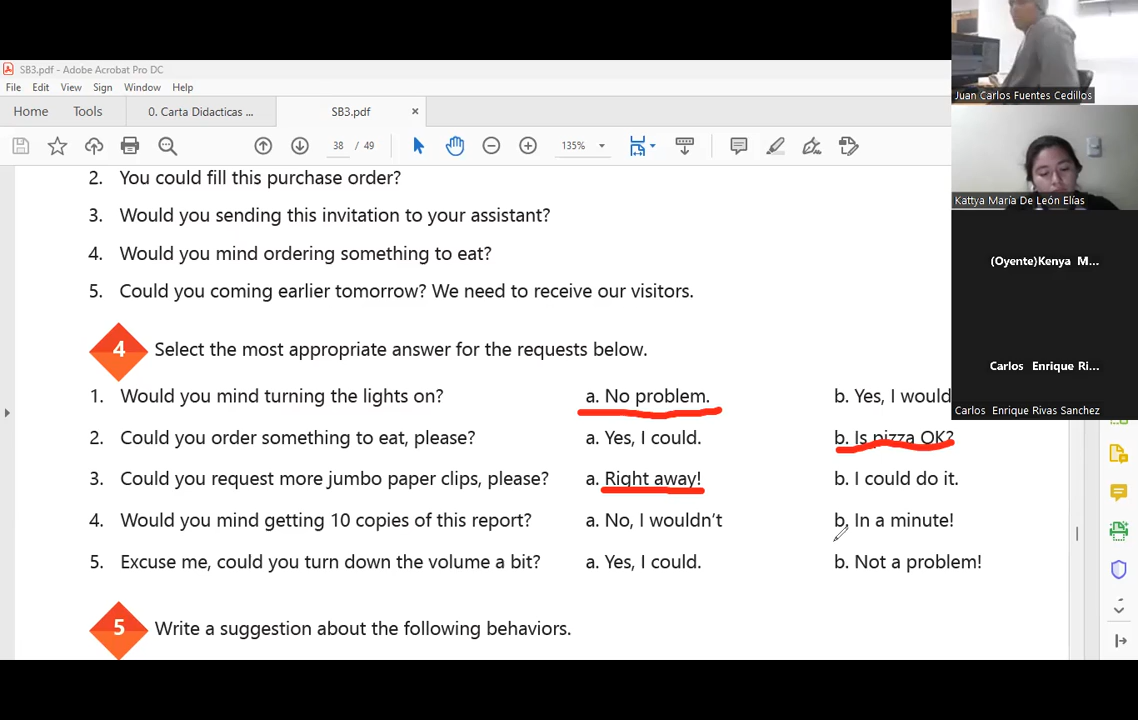 SB3.pdf - Adobe Acrobat Pro DC
File Edit View Sign Window Help
Home Tools 0. Carta Didacticas ... SB3.pdf ×
38 / 49 135%
2. You could fill this purchase order?
3. Would you sending this invitation to your assistant?
4. Would you mind ordering something to eat?
5. Could you coming earlier tomorrow? We need to receive our visitors.
4 Select the most appropriate answer for the requests below.
1. Would you mind turning the lights on? a. No problem. b. Yes, I would
2. Could you order something to eat, please? a. Yes, I could. b. Is pizza OK?
3. Could you request more jumbo paper clips, please? a. Right away! b. I could do it.
4. Would you mind getting 10 copies of this report? a. No, I wouldn't b. In a minute!
5. Excuse me, could you turn down the volume a bit? a. Yes, I could. b. Not a problem!
5 Write a suggestion about the following behaviors.
Juan Carlos Fuentes Cedillos
Kattya María De León Elías
(Oyente)Kenya M...
Carlos Enrique Ri...
Carlos Enrique Rivas Sanchez